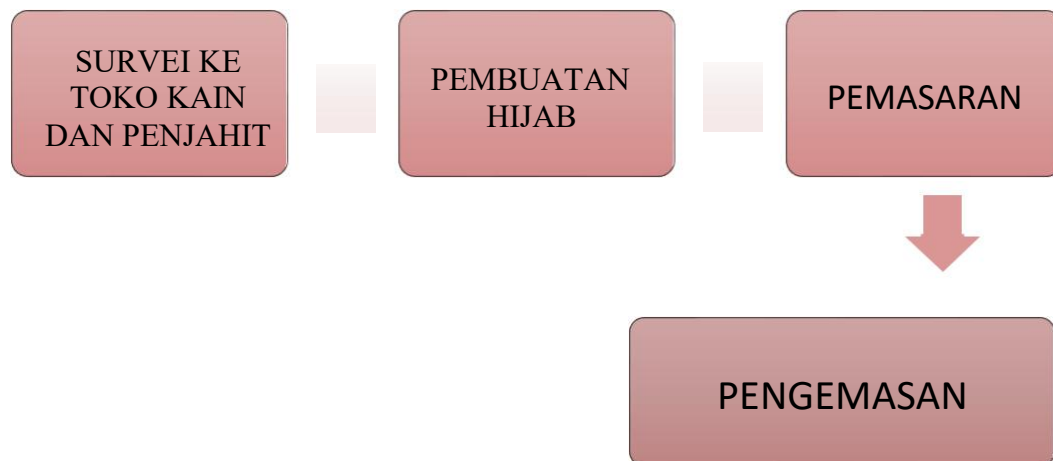 SURVEI KE
TOKO KAIN
DAN PENJAHIT
PEMBUATAN
HIJAB
PEMASARAN
PENGEMASAN